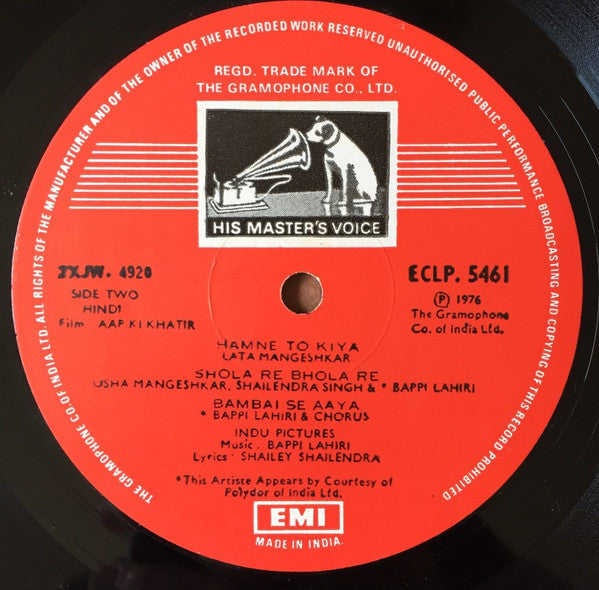 THE GRAMOPHONE CO. OF INDIA LTD. ALL RIGHTS OF THE MANUFACTURER AND OF THE OWNER OF THE RECORDED WORK RESERVED UNAUTHORISED PUBLIC PERFORMANCE BROADCASTING AND COPYING OF THIS RECORD PROHIBITED
REGD. TRADE MARK OF
THE GRAMOPHONE CO., LTD.
HIS MASTER'S VOICE
2XJW. 4920
SIDE TWO
HINDI
Film AAP KI KHATIR
ECLP. 5461
Ⓟ 1976
The Gramophone
Co. of India Ltd.
HAMNE TO KIYA
LATA MANGESHKAR
SHOLA RE BHOLA RE
USHA MANGESHKAR, SHAILENDRA SINGH & * BAPPI LAHIRI
BAMBAI SE AAYA
* BAPPI LAHIRI & CHORUS
INDU PICTURES
Music. BAPPI LAHIRI
Lyrics. SHAILEY SHAILENDRA
*This Artiste Appears by Courtesy of
Polydor of India Ltd.
EMI
MADE IN INDIA.